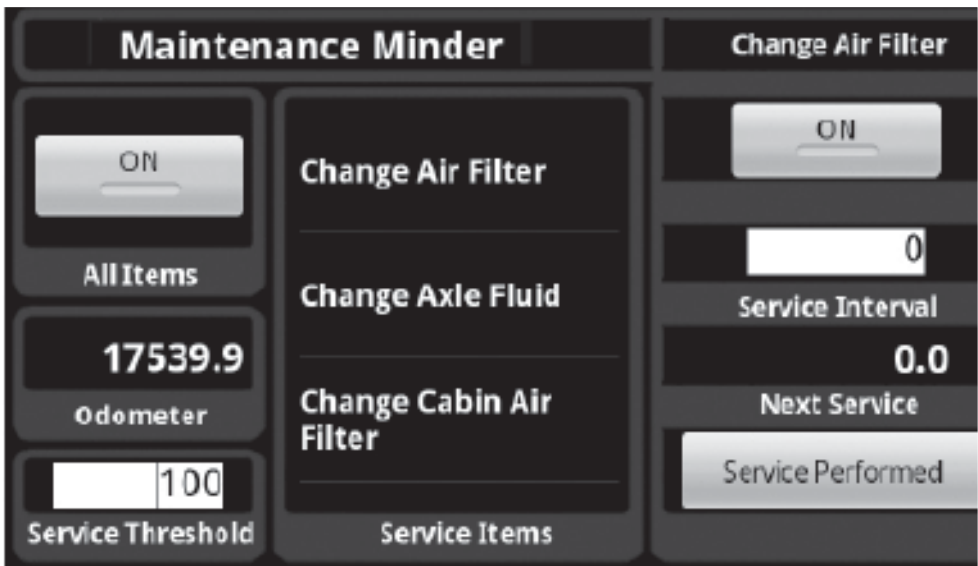 Maintenance Minder
Change Air Filter
ON
All Items
17539.9
Odometer
100
Service Threshold
Change Air Filter
Change Axle Fluid
Change Cabin Air
Filter
Service Items
ON
0
Service Interval
0.0
Next Service
Service Performed